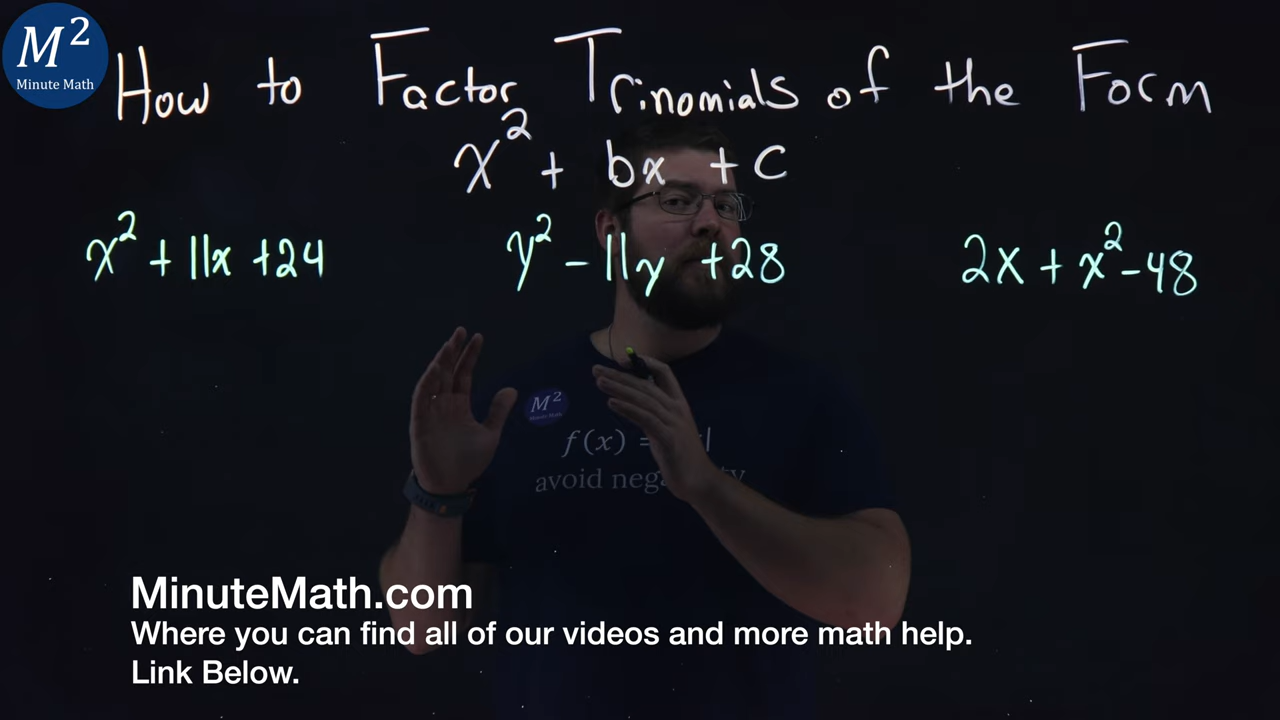 M²
Minute Math
How to Factor Trinomials of the Form
x² + bx + c
x² + 11x + 24
y² - 11y + 28
2x + x² - 48
M²
Minute Math
f(x) =
avoid
MinuteMath.com
Where you can find all of our videos and more math help.
Link Below.